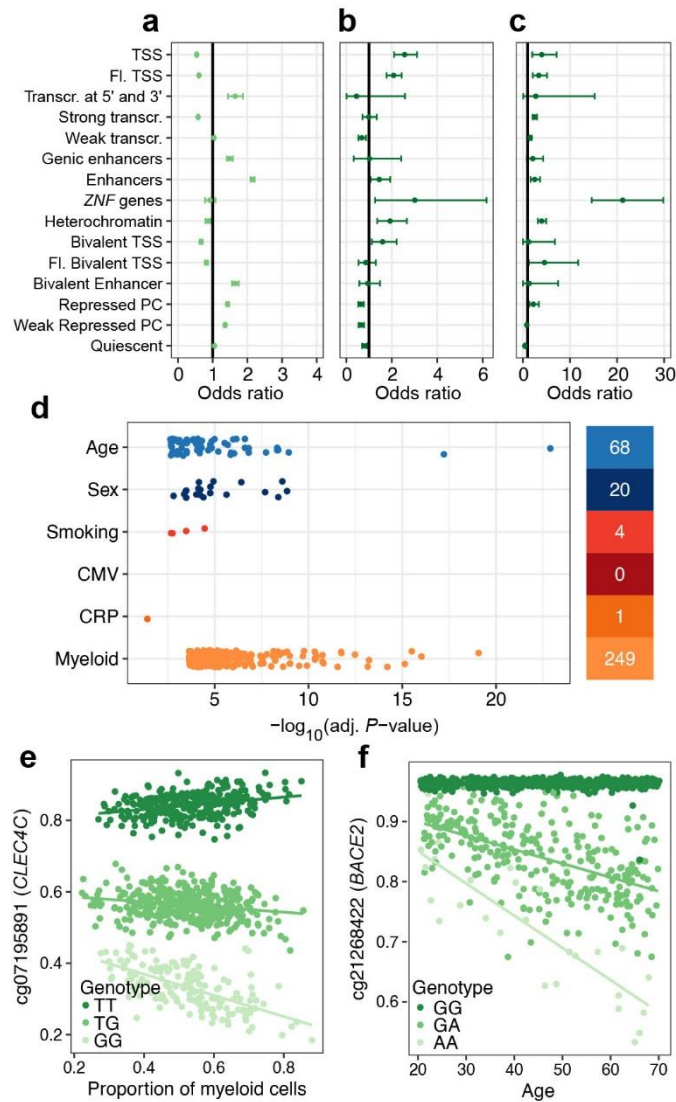 a
b
c
TSS
Fl. TSS
Transcr. at 5' and 3'
Strong transcr.
Weak transcr.
Genic enhancers
Enhancers
ZNF genes
Heterochromatin
Bivalent TSS
Fl. Bivalent TSS
Bivalent Enhancer
Repressed PC
Weak Repressed PC
Quiescent
0 1 2 3 4
0 2 4 6
0 10 20 30
Odds ratio
Odds ratio
Odds ratio
d
Age
Sex
Smoking
CMV
CRP
Myeloid
68
20
4
0
1
249
5 10 15 20
−log10(adj. P−value)
e
cg07195891 (CLEC4C)
0.8
0.6
0.4
0.2
Genotype
TT
TG
GG
0.2 0.4 0.6 0.8
Proportion of myeloid cells
f
cg21268422 (BACE2)
0.9
0.8
0.7
0.6
Genotype
GG
GA
AA
20 30 40 50 60 70
Age